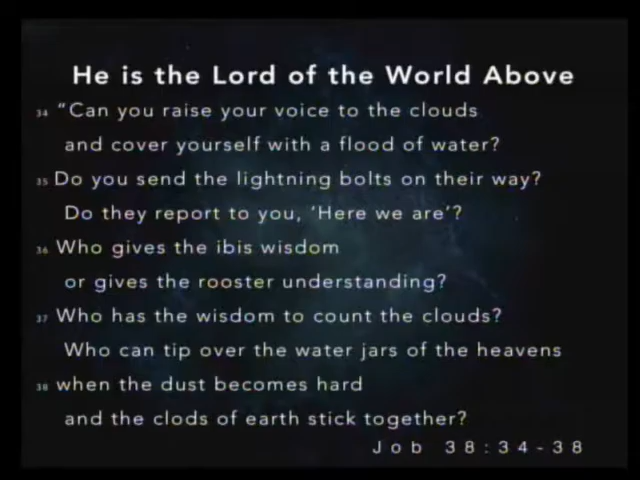 He is the Lord of the World Above
34 “Can you raise your voice to the clouds
and cover yourself with a flood of water?
35 Do you send the lightning bolts on their way?
Do they report to you, ‘Here we are’?
36 Who gives the ibis wisdom
or gives the rooster understanding?
37 Who has the wisdom to count the clouds?
Who can tip over the water jars of the heavens
38 when the dust becomes hard
and the clods of earth stick together?
Job 38:34-38